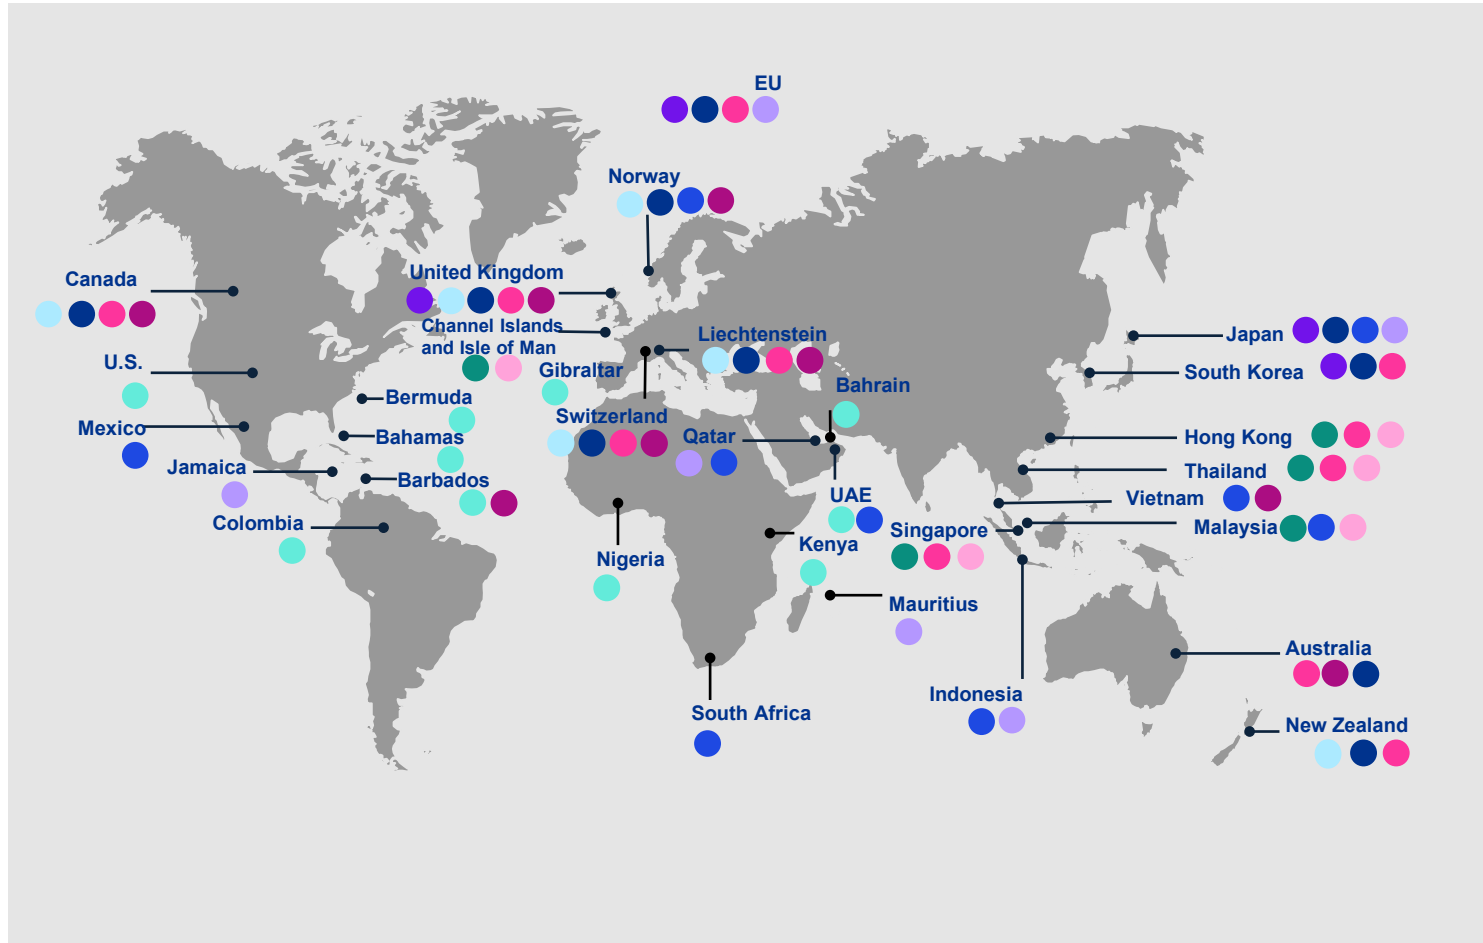 EU
Norway
Canada
United Kingdom
Channel Islands
and Isle of Man
Liechtenstein
Japan
U.S.
Gibraltar
South Korea
Bermuda
Bahrain
Mexico
Bahamas
Switzerland
Qatar
Hong Kong
Jamaica
Barbados
Thailand
UAE
Vietnam
Colombia
Singapore
Malaysia
Nigeria
Kenya
Mauritius
Australia
Indonesia
South Africa
New Zealand